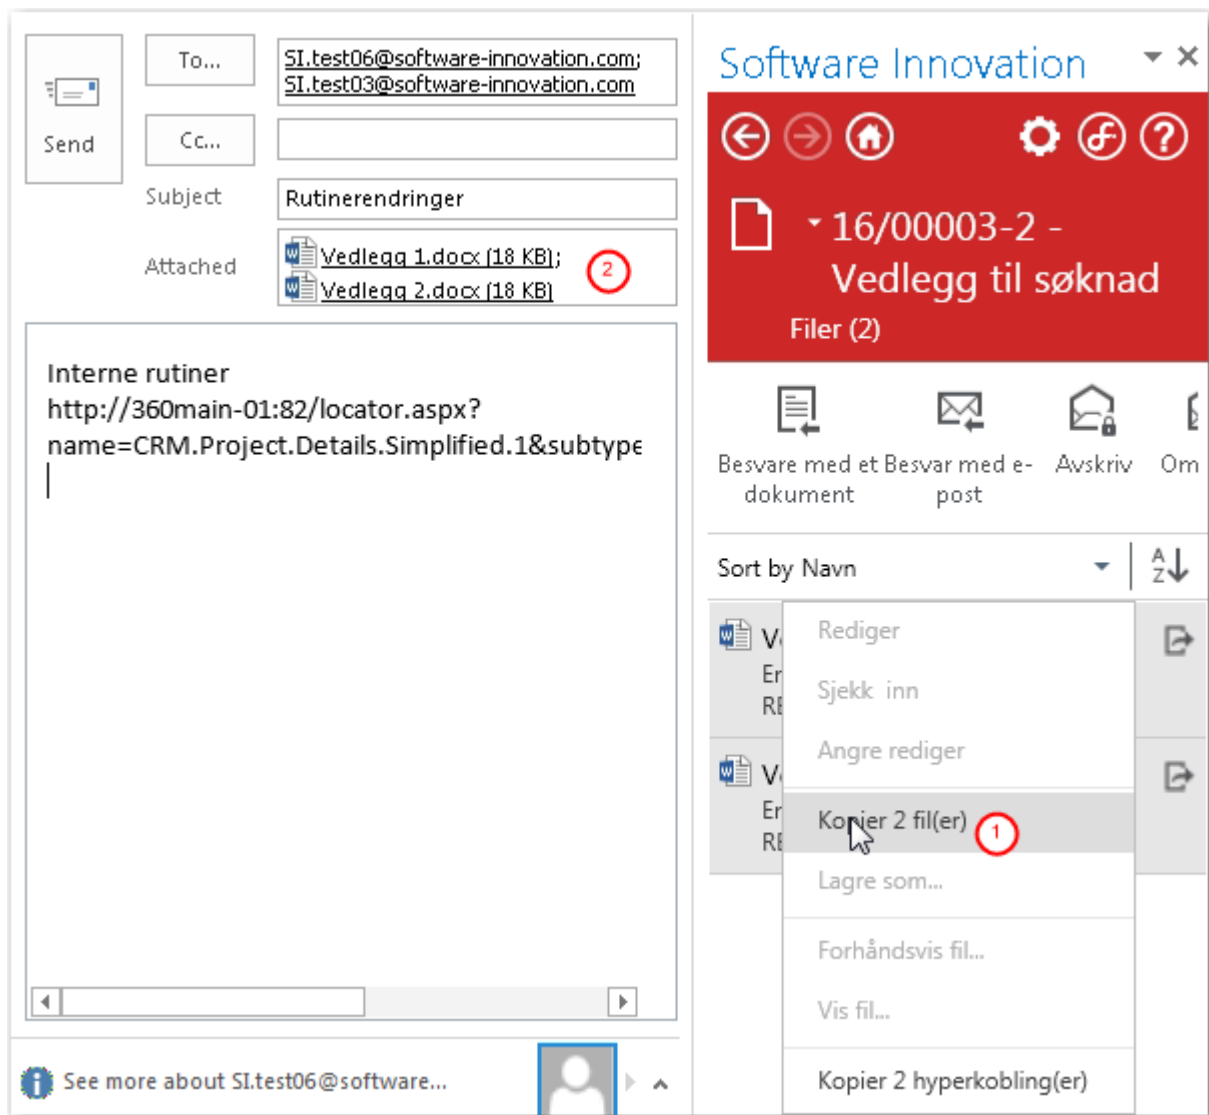 To...
SI.test06@software-innovation.com;
SI.test03@software-innovation.com
Send
Cc...
Subject
Rutinerendringer
Attached
Vedlegg 1.docx (18 KB);
Vedlegg 2.docx (18 KB)
2
Interne rutiner
http://360main-01:82/locator.aspx?
name=CRM.Project.Details.Simplified.1&subtype
See more about SI.test06@software...
Software Innovation
16/00003-2 -
Vedlegg til søknad
Filer (2)
Besvare med et dokument
Besvar med e-post
Avskriv
Om
Sort by Navn
A
Z
Rediger
Sjekk inn
Angre rediger
Kopier 2 fil(er)
1
Lagre som...
Forhåndsvis fil...
Vis fil...
Kopier 2 hyperkobling(er)